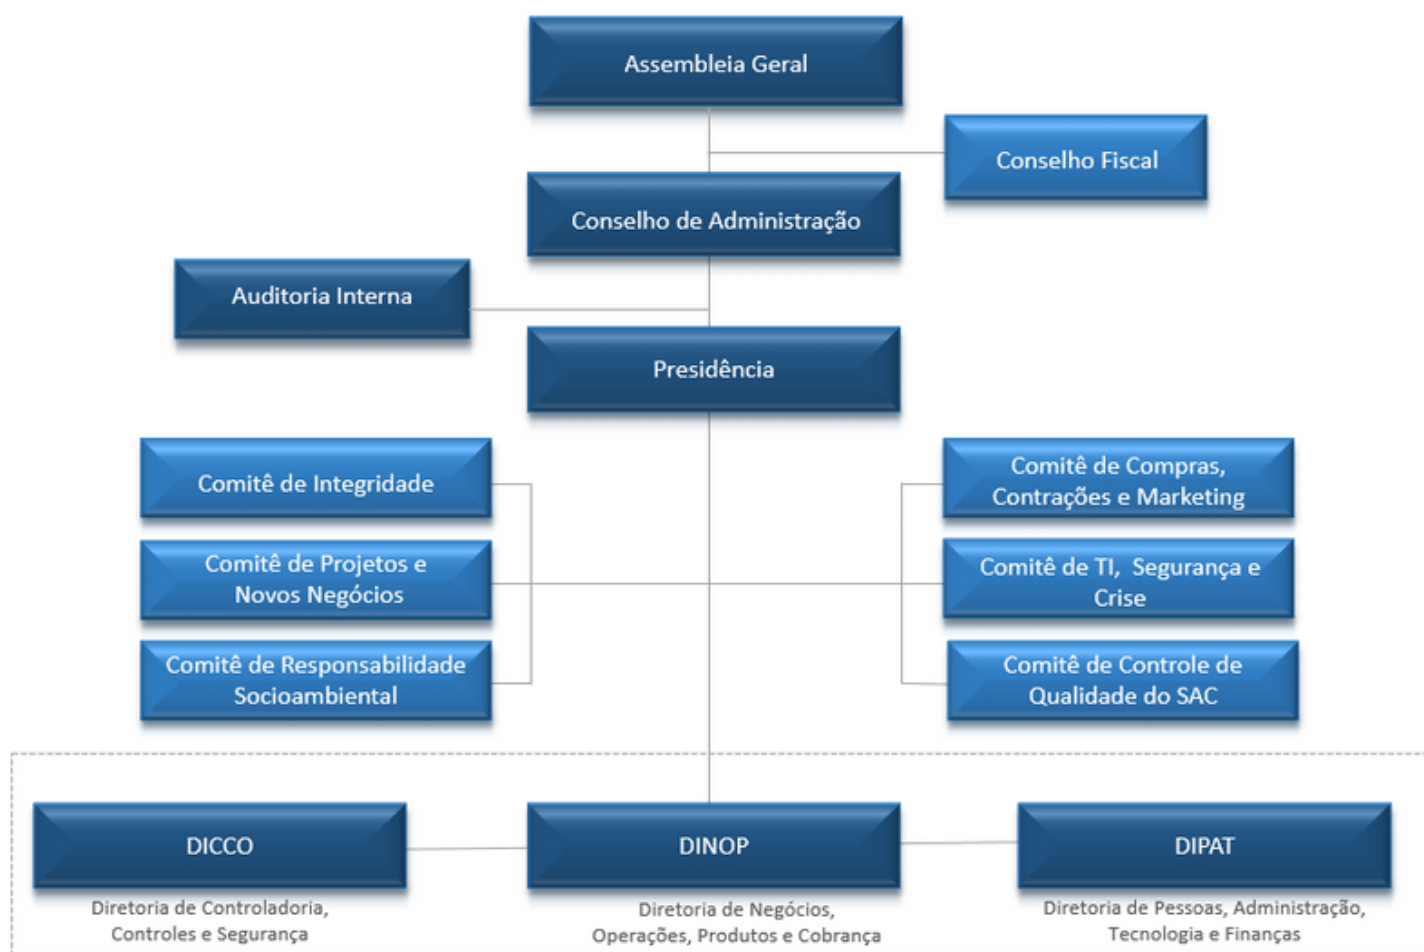 Assembleia Geral
Conselho Fiscal
Conselho de Administração
Auditoria Interna
Presidência
Comitê de Integridade
Comitê de Projetos e
Novos Negócios
Comitê de Responsabilidade
Socioambiental
Comitê de Compras,
Contrações e Marketing
Comitê de TI,  Segurança e
Crise
Comitê de Controle de
Qualidade do SAC
DICCO
Diretoria de Controladoria,
Controles e Segurança
DINOP
Diretoria de Negócios,
Operações, Produtos e Cobrança
DIPAT
Diretoria de Pessoas, Administração,
Tecnologia e Finanças